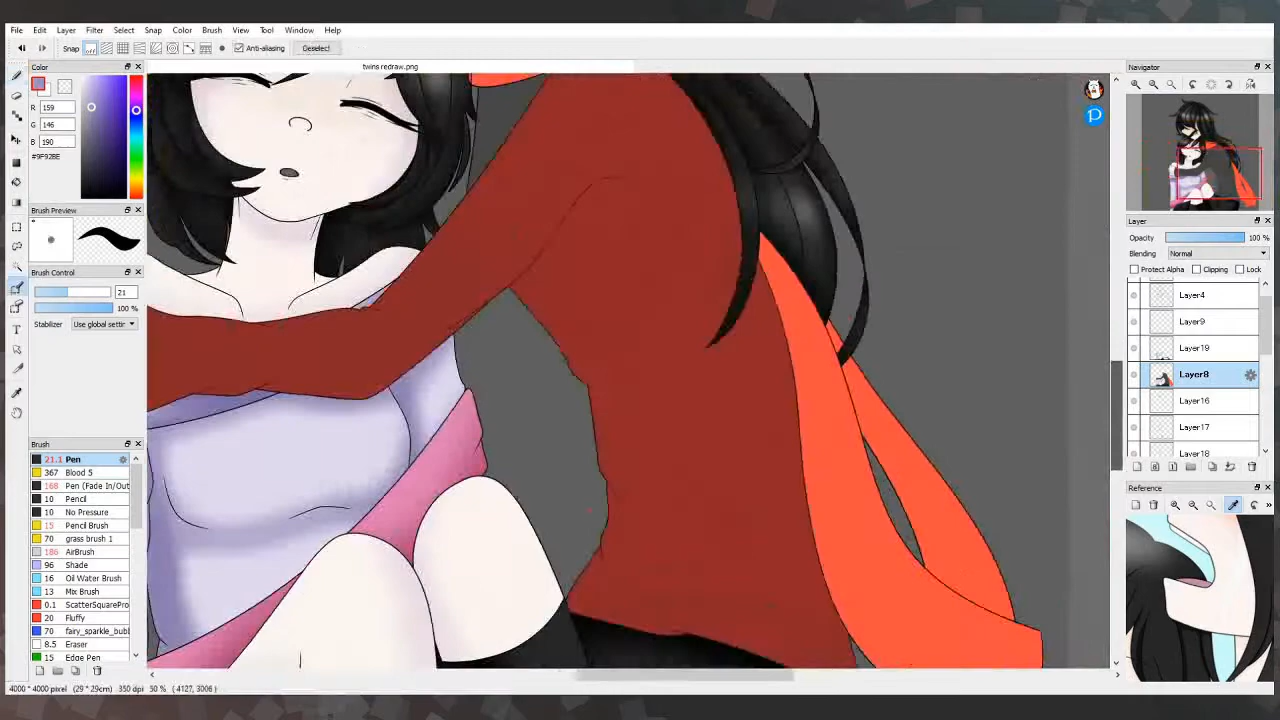 File Edit Layer Filter Select Snap Color Brush View Tool Window Help
Snap off Anti-aliasing Deselect
Color
twins redraw.png
R 159
G 146
B 190
#9F92BE
Brush Preview
Brush Control
21
100 %
Stabilizer Use global settir
Brush
21.1 Pen
367 Blood 5
168 Pen (Fade In/Out
10 Pencil
10 No Pressure
15 Pencil Brush
70 grass brush 1
186 AirBrush
96 Shade
16 Oil Water Brush
13 Mix Brush
0.1 ScatterSquarePro
20 Fluffy
70 fairy_sparkle_bubl
8.5 Eraser
15 Edge Pen
4000 * 4000 pixel (29 * 29cm) 350 dpi 50 % ( 4127, 3006 )
Navigator
Layer
Opacity 100 %
Blending Normal
Protect Alpha Clipping Lock
Layer4
Layer9
Layer19
Layer8
Layer16
Layer17
Layer18
Reference